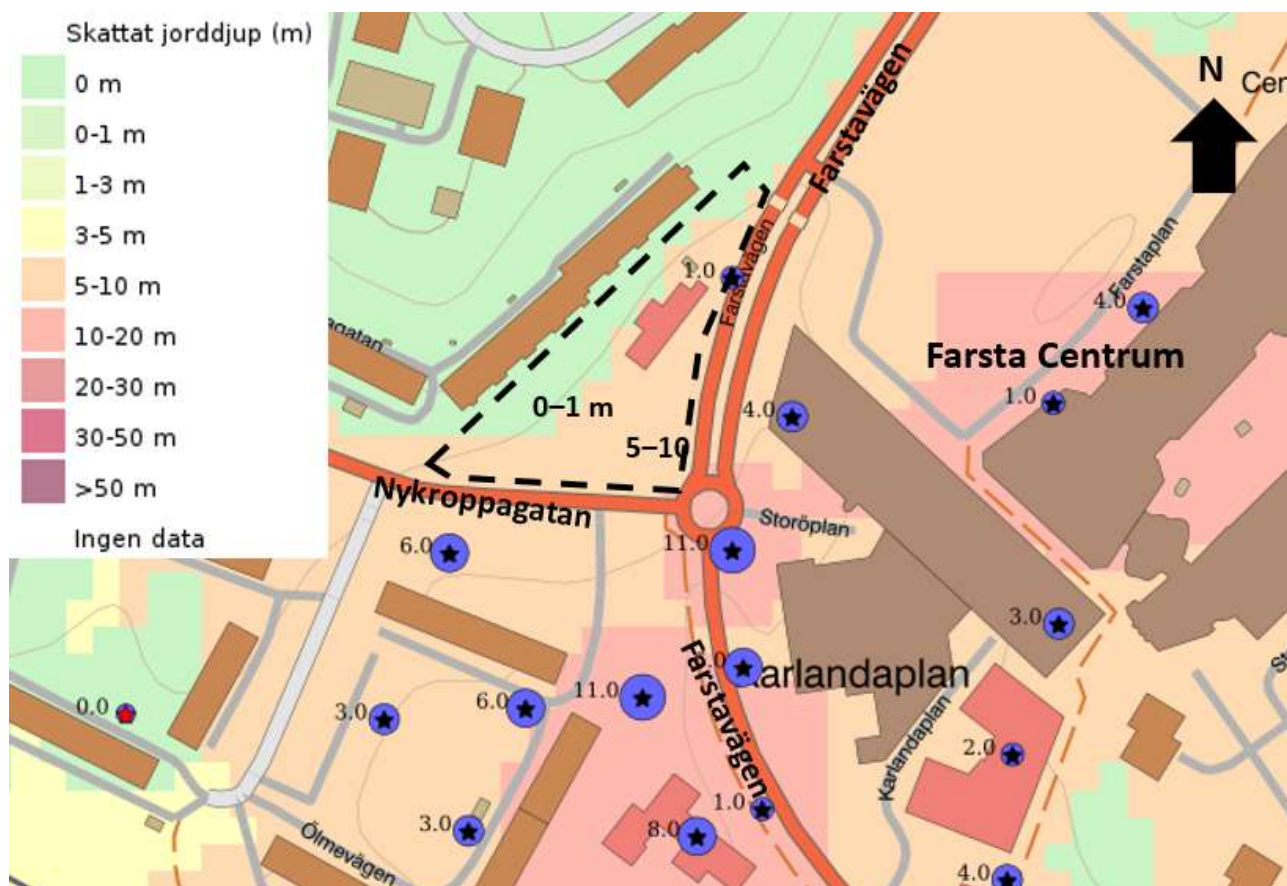 Skattat jorddjup (m)
0 m
0-1 m
1-3 m
3-5 m
5-10 m
10-20 m
20-30 m
30-50 m
>50 m
Ingen data
N
Cer
Farstavägen
Farstaplan
4.0
1.0
Farstavägen
agatan
Farsta Centrum
1.0
0–1 m
4.0
5–10
Nykroppagatan
Storöplan
6.0
11.0
3.0
0
Karlandaplan
0.0
3.0
6.0
11.0
Farstavägen
Karlandaplan
2.0
1.0
3.0
8.0
Ölmevägen
4.0